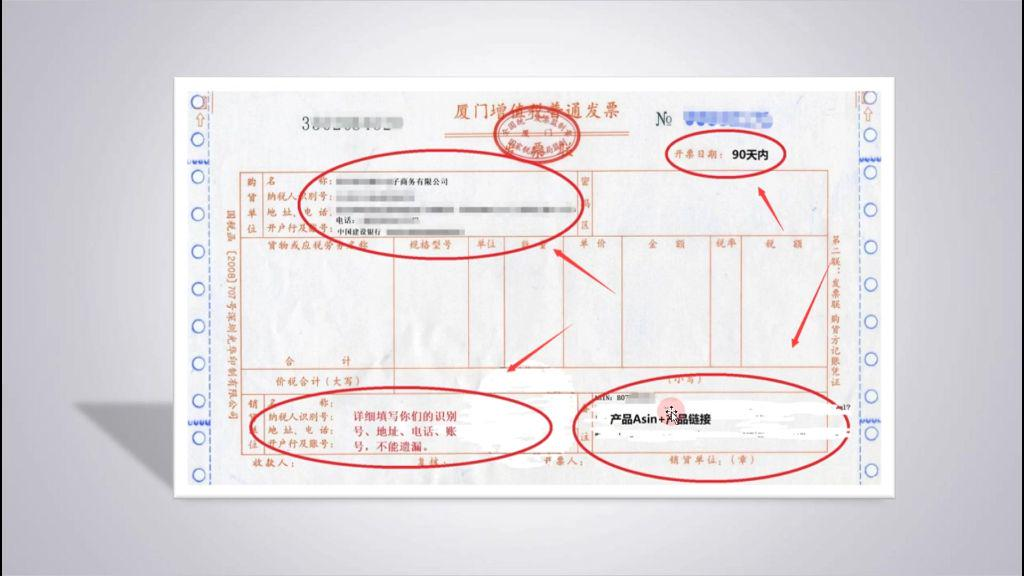 厦门增值税普通发票
№
开票日期： 90天内
购货单位
名 称： 子商务有限公司
纳税人识别号：
地址、电话：
电话：
开户行及账号： 中国建设银行
密码区
货物或应税劳务名称 规格型号 单位 数量 单价 金额 税率 税额
合 计
价税合计（大写） （小写）
销货单位
名 称：
纳税人识别号：
地址、电话：
开户行及账号：
详细填写你们的识别
号、地址、电话、账
号，不能遗漏。
备注
ASIN: B07
产品Asin+产品链接
收款人： 复核： 开票人： 销货单位：（章）
国税函［2008］707号深圳光华印制有限公司
第二联：发票联 购货方记账凭证